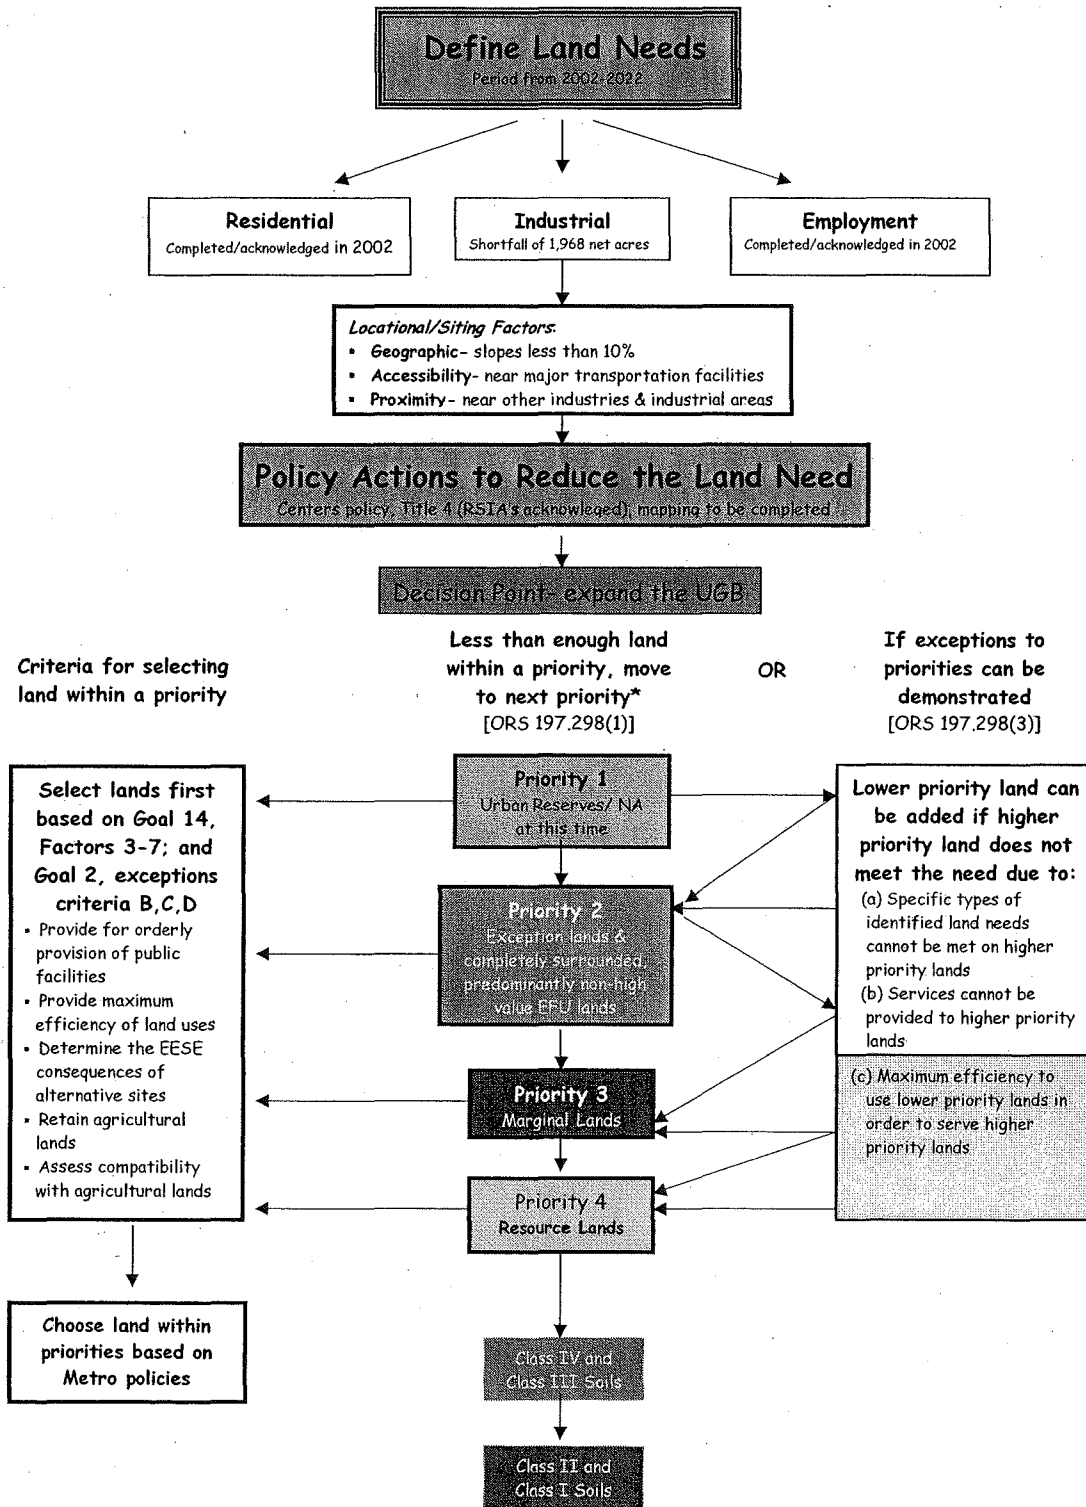 Define Land Needs
Period from 2002-2022
Residential
Completed/acknowledged in 2002
Industrial
Shortfall of 1,968 net acres
Employment
Completed/acknowledged in 2002
Locational/Siting Factors:
▪ Geographic- slopes less than 10%
▪ Accessibility- near major transportation facilities
▪ Proximity- near other industries & industrial areas
Policy Actions to Reduce the Land Need
Centers policy, Title 4 (RSIA's acknowleged), mapping to be completed
Decision Point- expand the UGB
Criteria for selecting
land within a priority
Less than enough land
within a priority, move
to next priority*
[ORS 197.298(1)]
OR
If exceptions to
priorities can be
demonstrated
[ORS 197.298(3)]
Select lands first
based on Goal 14,
Factors 3-7; and
Goal 2, exceptions
criteria B,C,D
▪ Provide for orderly
provision of public
facilities
▪ Provide maximum
efficiency of land uses
▪ Determine the EESE
consequences of
alternative sites
▪ Retain agricultural
lands
▪ Assess compatibility
with agricultural lands
Choose land within
priorities based on
Metro policies
Priority 1
Urban Reserves/ NA
at this time
Priority 2
Exception lands &
completely surrounded,
predominantly non-high
value EFU lands
Priority 3
Marginal Lands
Priority 4
Resource Lands
Class IV and
Class III Soils
Class II and
Class I Soils
Lower priority land can
be added if higher
priority land does not
meet the need due to:
(a) Specific types of
identified land needs
cannot be met on higher
priority lands
(b) Services cannot be
provided to higher priority
lands
(c) Maximum efficiency to
use lower priority lands in
order to serve higher
priority lands